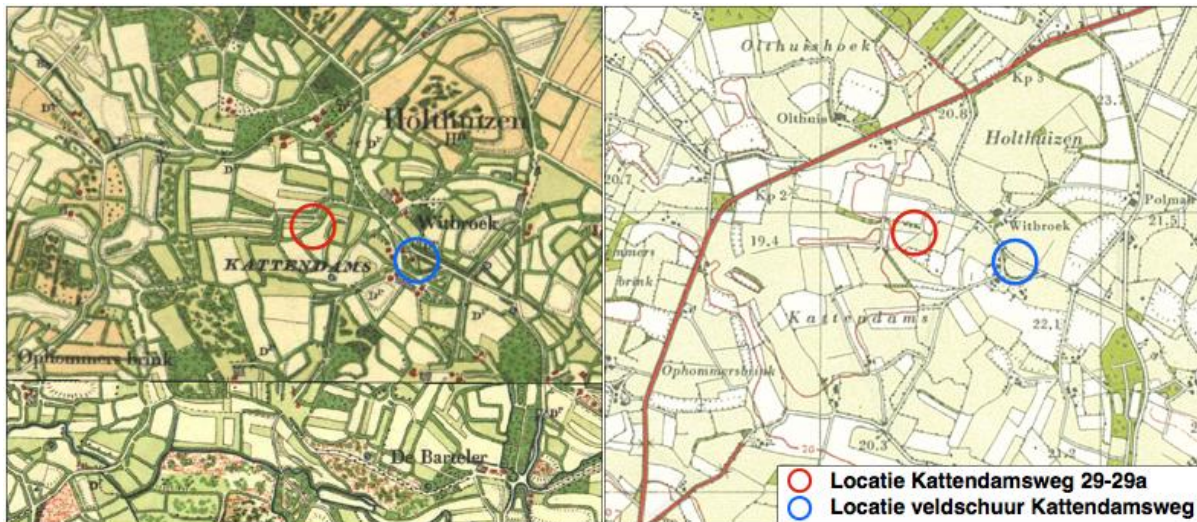 Holthuizen
Witbroek
KATTENDAMS
Ophommers brink
De Barteler
Olthuishoek
Kp 3
23.7
Olthuis
20.8
Holthuizen
20.7
Kp 2
Polman
21.5
Witbroek
19.4
brink
Kattendams
22.1
Ophommersbrink
20.3
21.2
Locatie Kattendamsweg 29-29a
Locatie veldschuur Kattendamsweg